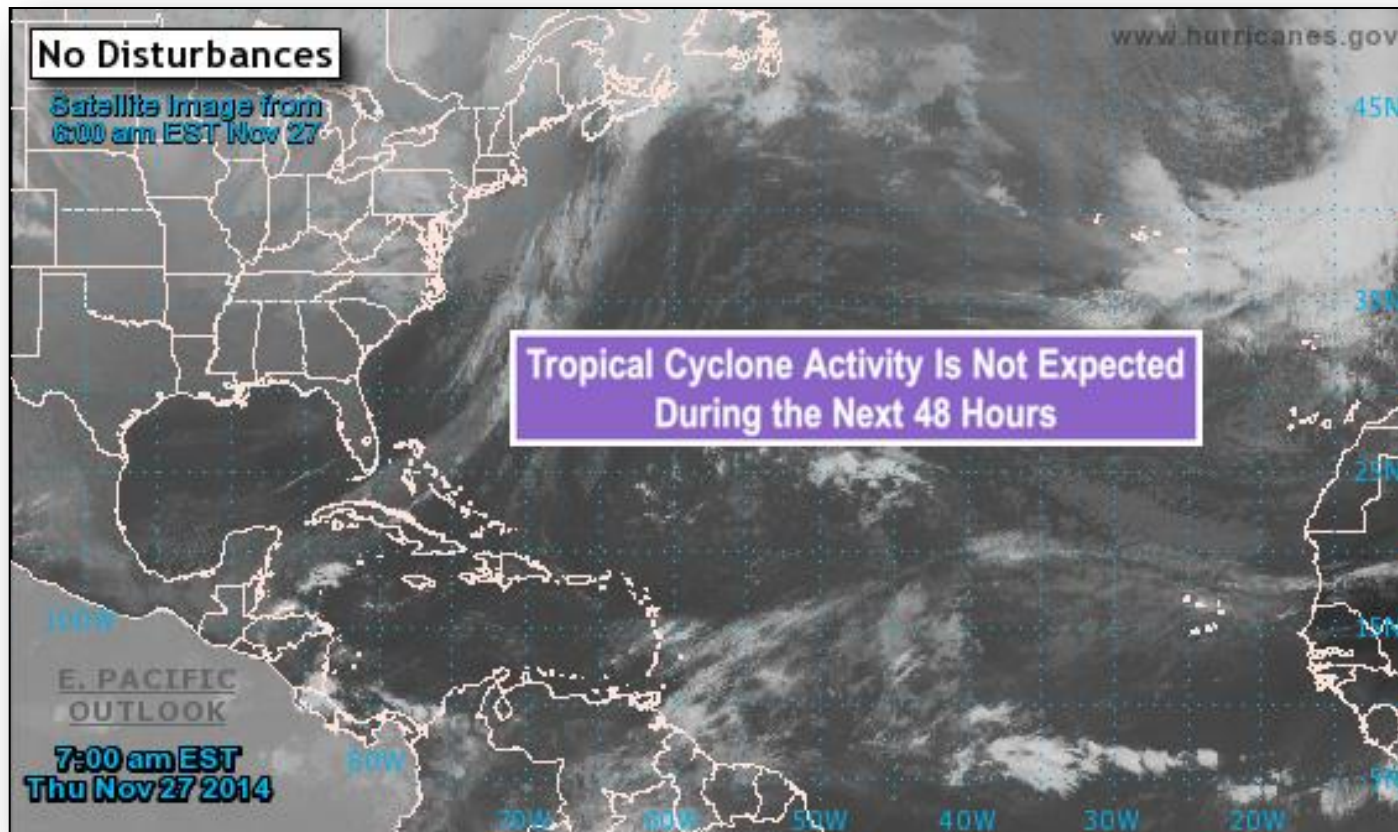 No Disturbances
www.hurricanes.gov
Satellite Image from
6:00 am EST Nov 27
45N
35N
Tropical Cyclone Activity Is Not Expected
During the Next 48 Hours
25N
100W
15N
E. PACIFIC
OUTLOOK
7:00 am EST
Thu Nov 27 2014
80W
5N
70W 60W 50W 40W 30W 20W